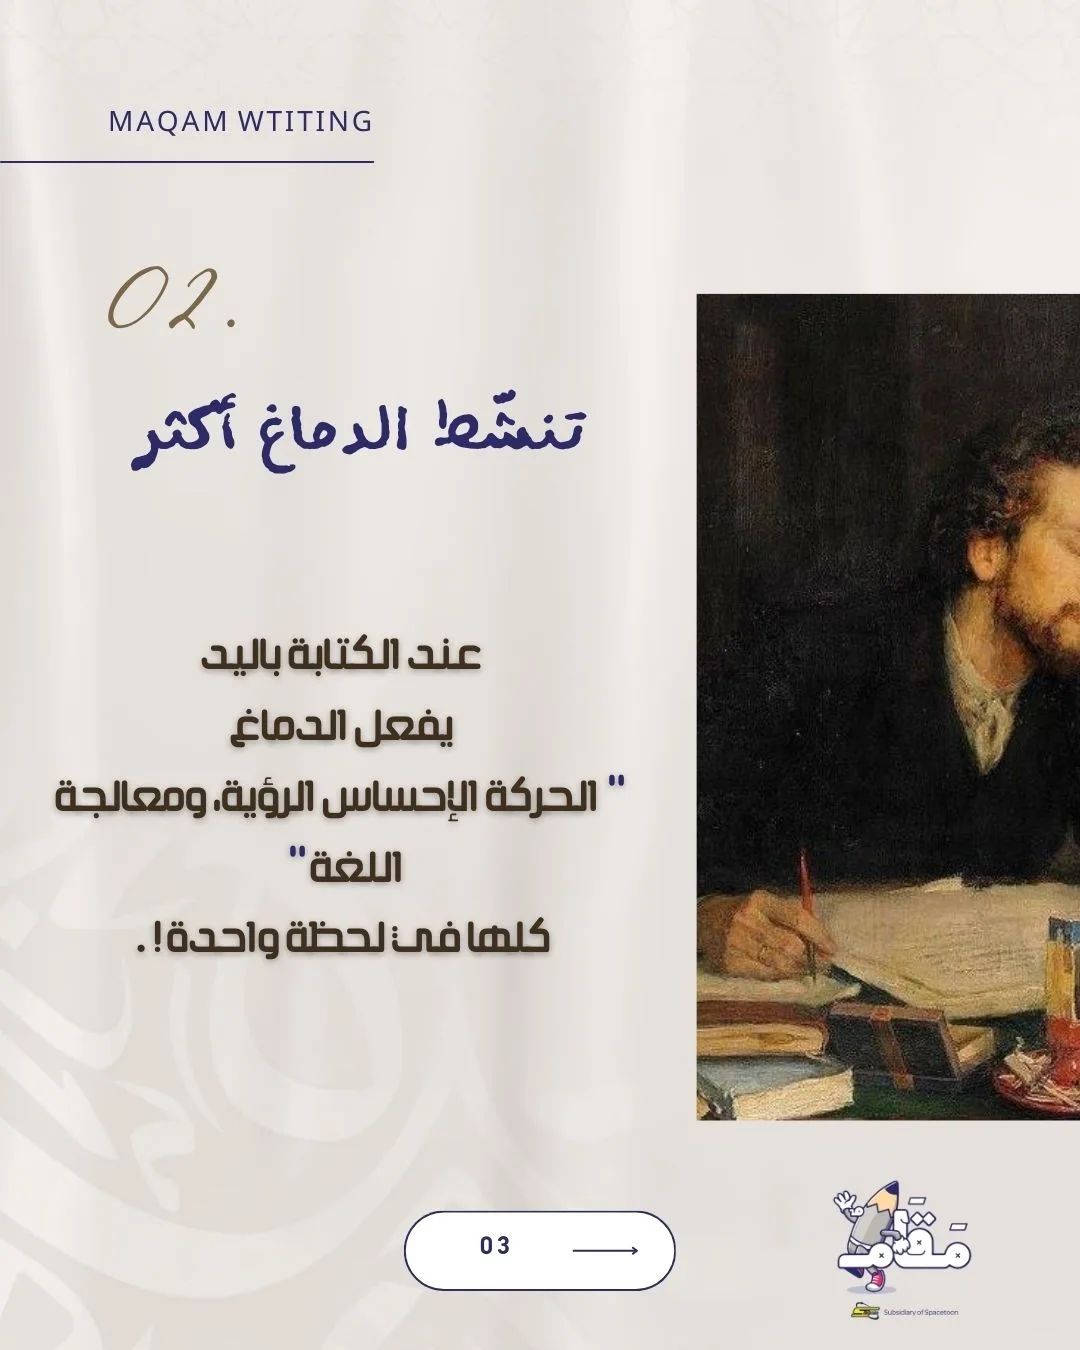 MAQAM WTITING
02.
تنشّط الدماغ أكثر
عند الكتابة باليد
يفعل الدماغ
" الحركة الإحساس الرؤية، ومعالجة
اللغة"
كلها في لحظة واحدة! .
03
مَقَام
Subsidiary of Spacetoon